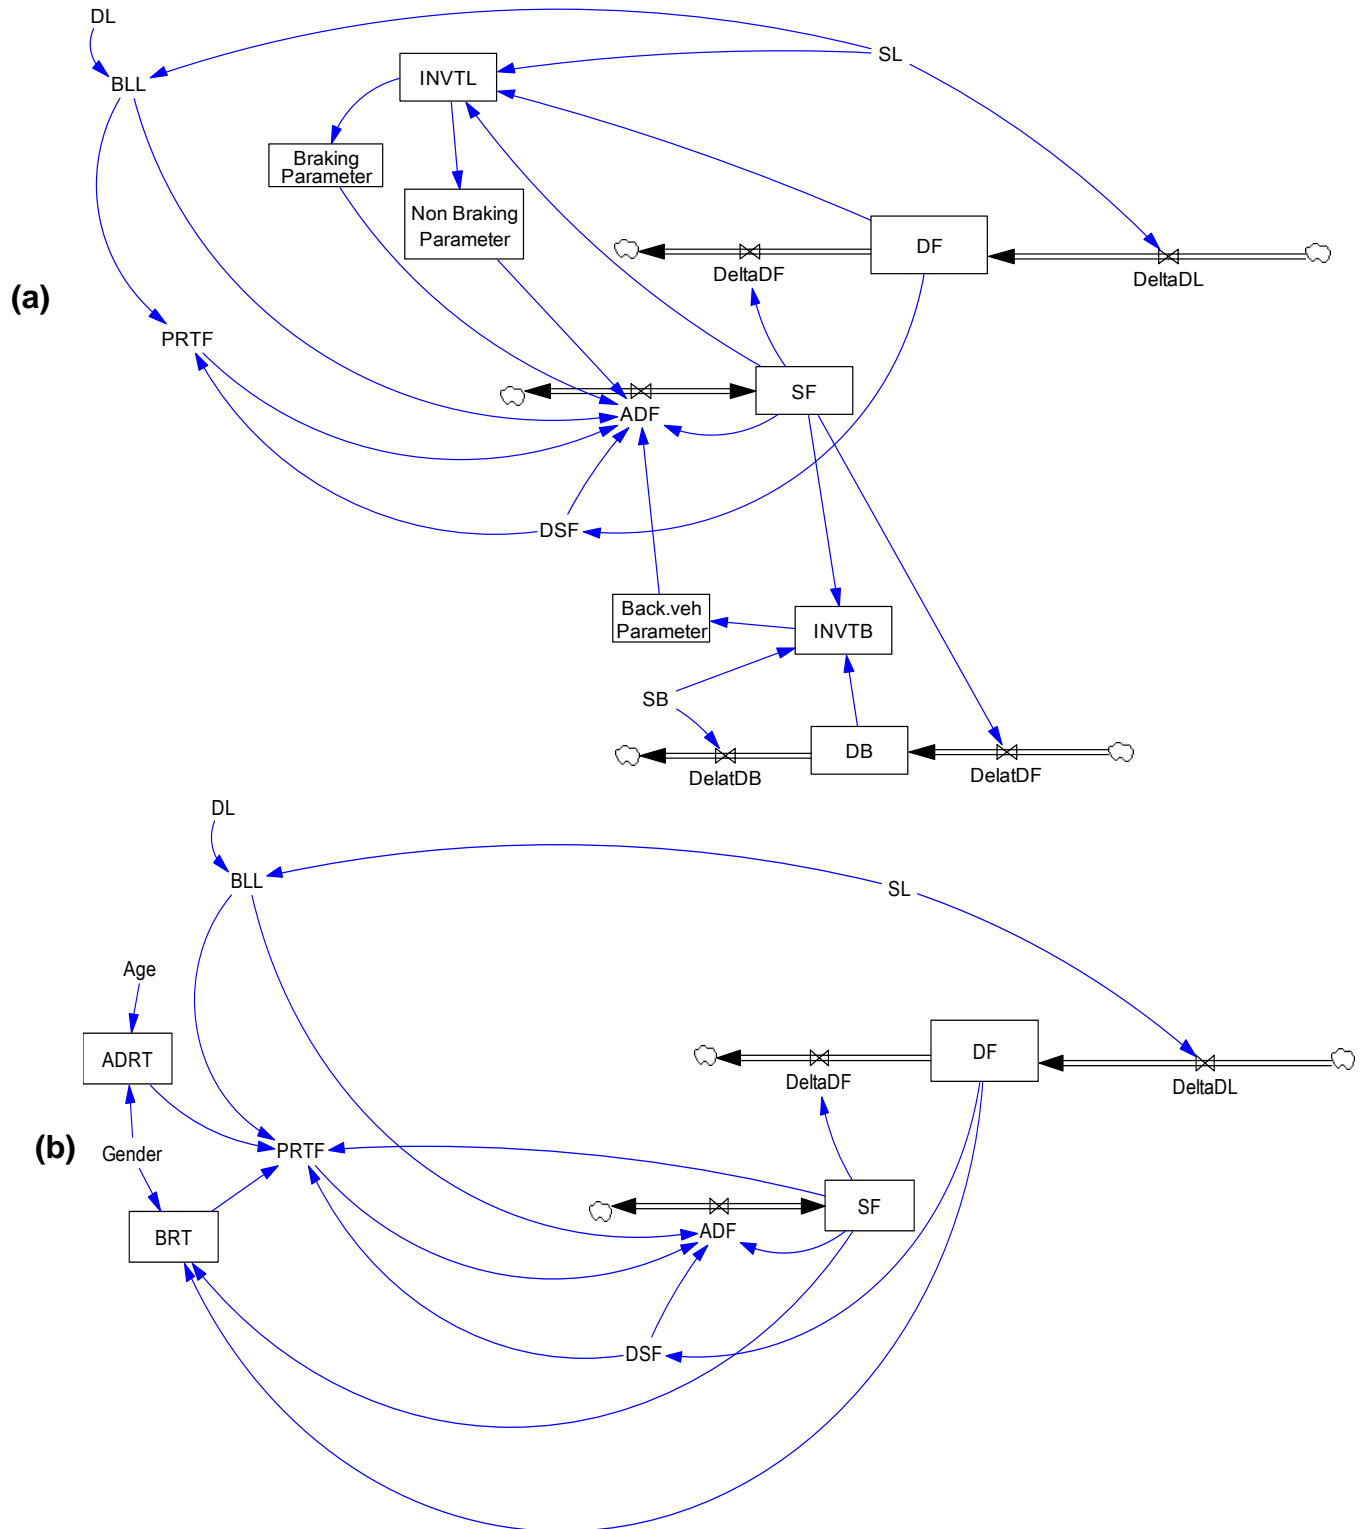 DL
SL
BLL
INVTL
Braking
Parameter
Non Braking
Parameter
DF
DeltaDF
DeltaDL
(a)
PRTF
SF
ADF
DSF
Back.veh
Parameter
INVTB
SB
DB
DelatDB
DelatDF
DL
BLL
SL
Age
ADRT
DF
DeltaDF
DeltaDL
(b)
Gender
PRTF
SF
BRT
ADF
DSF